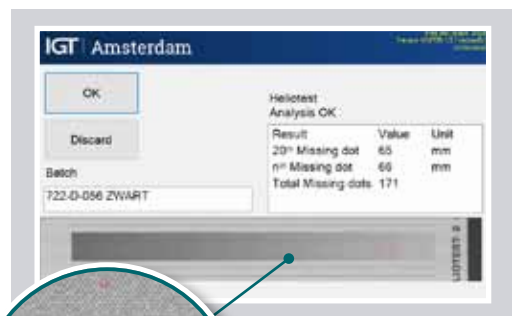 IGT Amsterdam
OK
Discard
Batch
?22-D-056 ZWART
Heliotest
Analysis OK
Result Value Unit
20th Missing dot 65 mm
nth Missing dot 66 mm
Total Missing dots 171